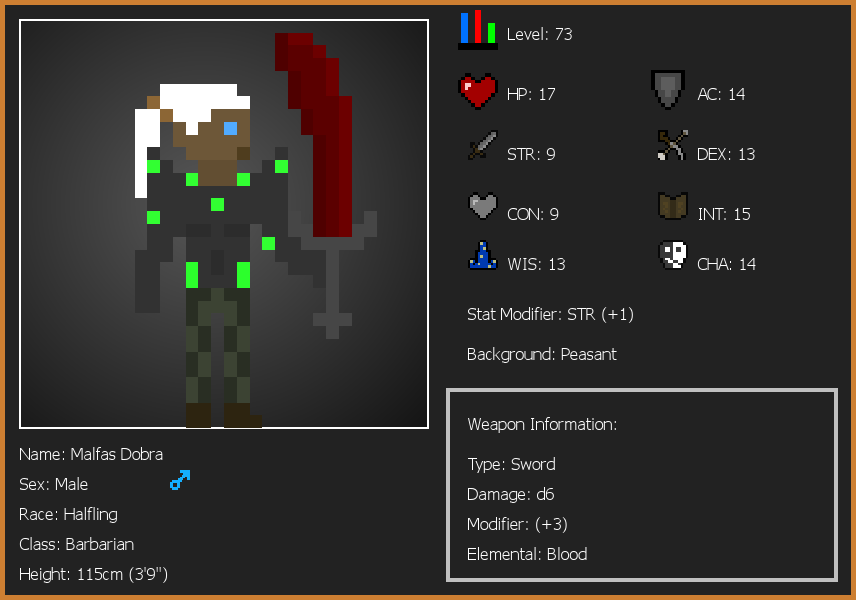 Level: 73
HP: 17
AC: 14
STR: 9
DEX: 13
CON: 9
INT: 15
WIS: 13
CHA: 14
Stat Modifier: STR (+1)
Background: Peasant
Weapon Information:
Type: Sword
Damage: d6
Modifier: (+3)
Elemental: Blood
Name: Malfas Dobra
Sex: Male
Race: Halfling
Class: Barbarian
Height: 115cm (3'9")